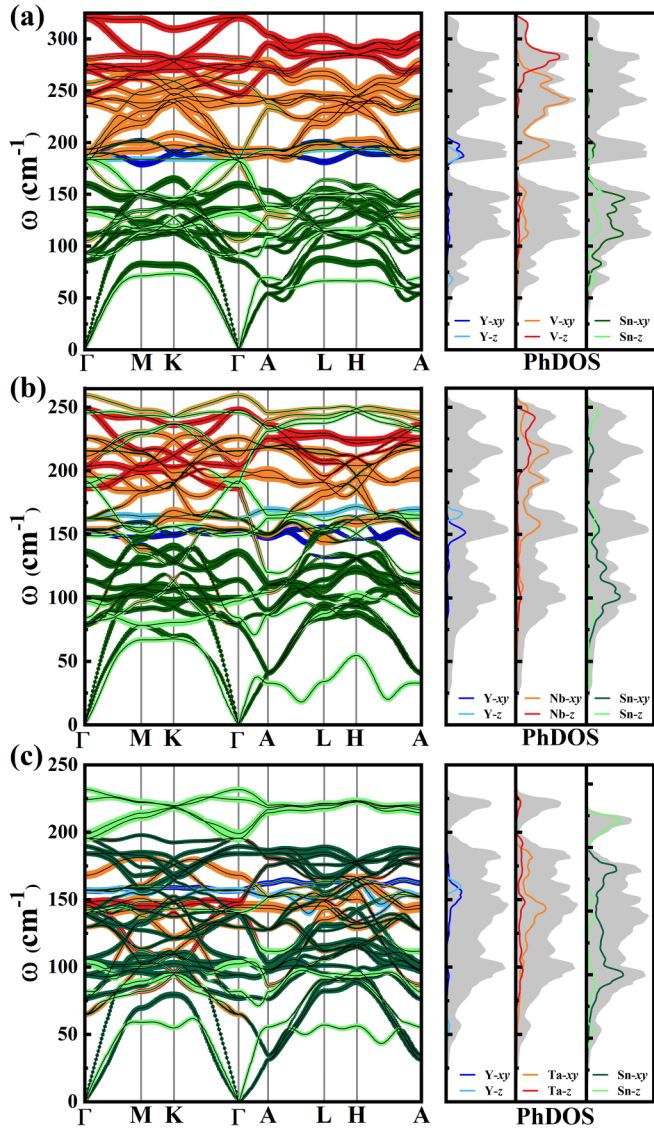 (a)
300
250
200
150
100
50
0
ω (cm-1)
Γ M K Γ A L H A
Y-xy
Y-z
V-xy
V-z
Sn-xy
Sn-z
PhDOS
(b)
250
200
150
100
50
0
ω (cm-1)
Γ M K Γ A L H A
Y-xy
Y-z
Nb-xy
Nb-z
Sn-xy
Sn-z
PhDOS
(c)
250
200
150
100
50
0
ω (cm-1)
Γ M K Γ A L H A
Y-xy
Y-z
Ta-xy
Ta-z
Sn-xy
Sn-z
PhDOS